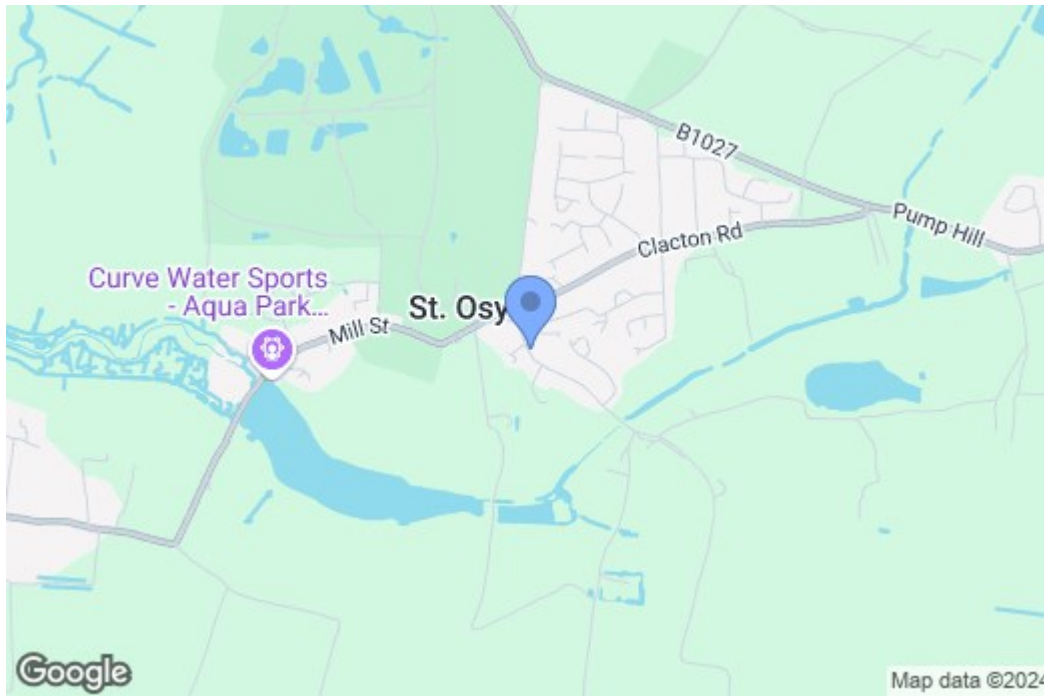 B1027
Pump Hill
Clacton Rd
Curve Water Sports
- Aqua Park...
St. Osy
Mill St
Google
Map data ©2024